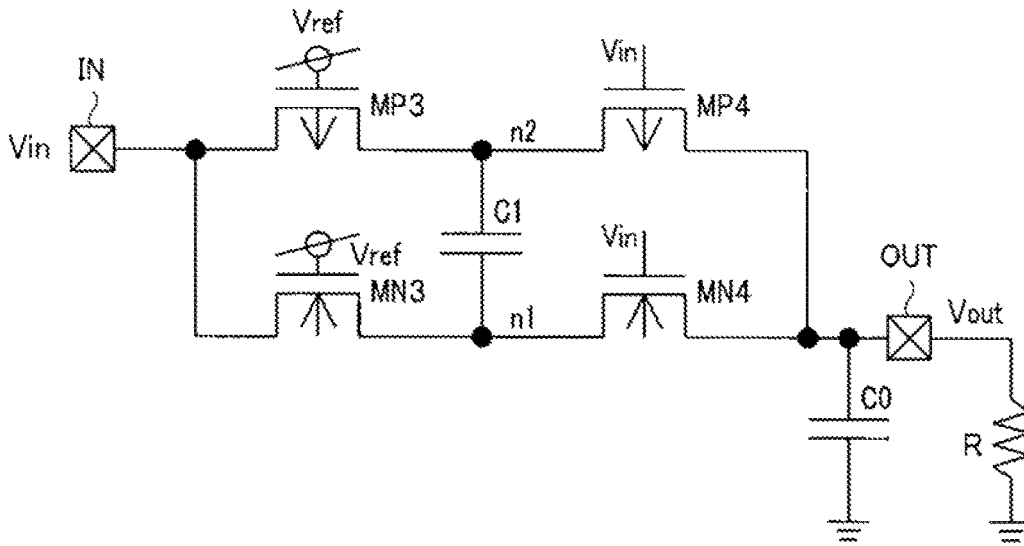 Vref
Vin
IN
MP3
MP4
Vin
n2
C1
Vin
Vref
MN3
MN4
OUT
n1
Vout
C0
R